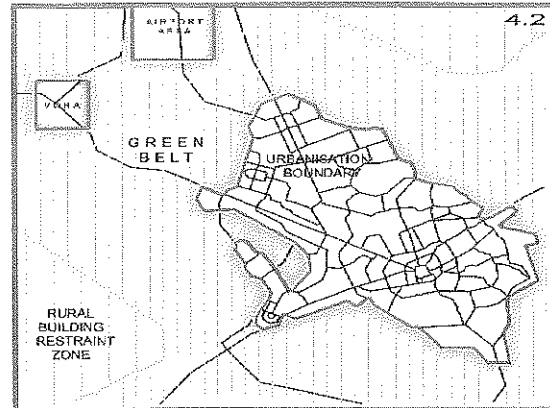 4.2
AIRPORT
AREA
GREEN
BELT
URBANISATION
BOUNDARY
RURAL
BUILDING
RESTRAINT
ZONE